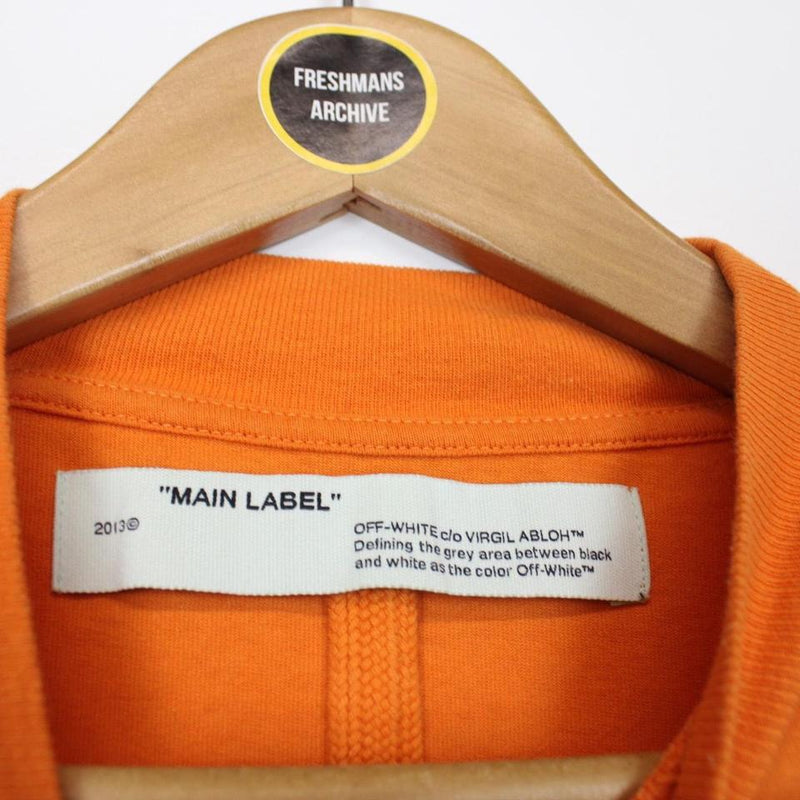 FRESHMANS
ARCHIVE
"MAIN LABEL"
2013©
OFF-WHITE c/o VIRGIL ABLOH™
Defining the grey area between black
and white as the color Off-White™